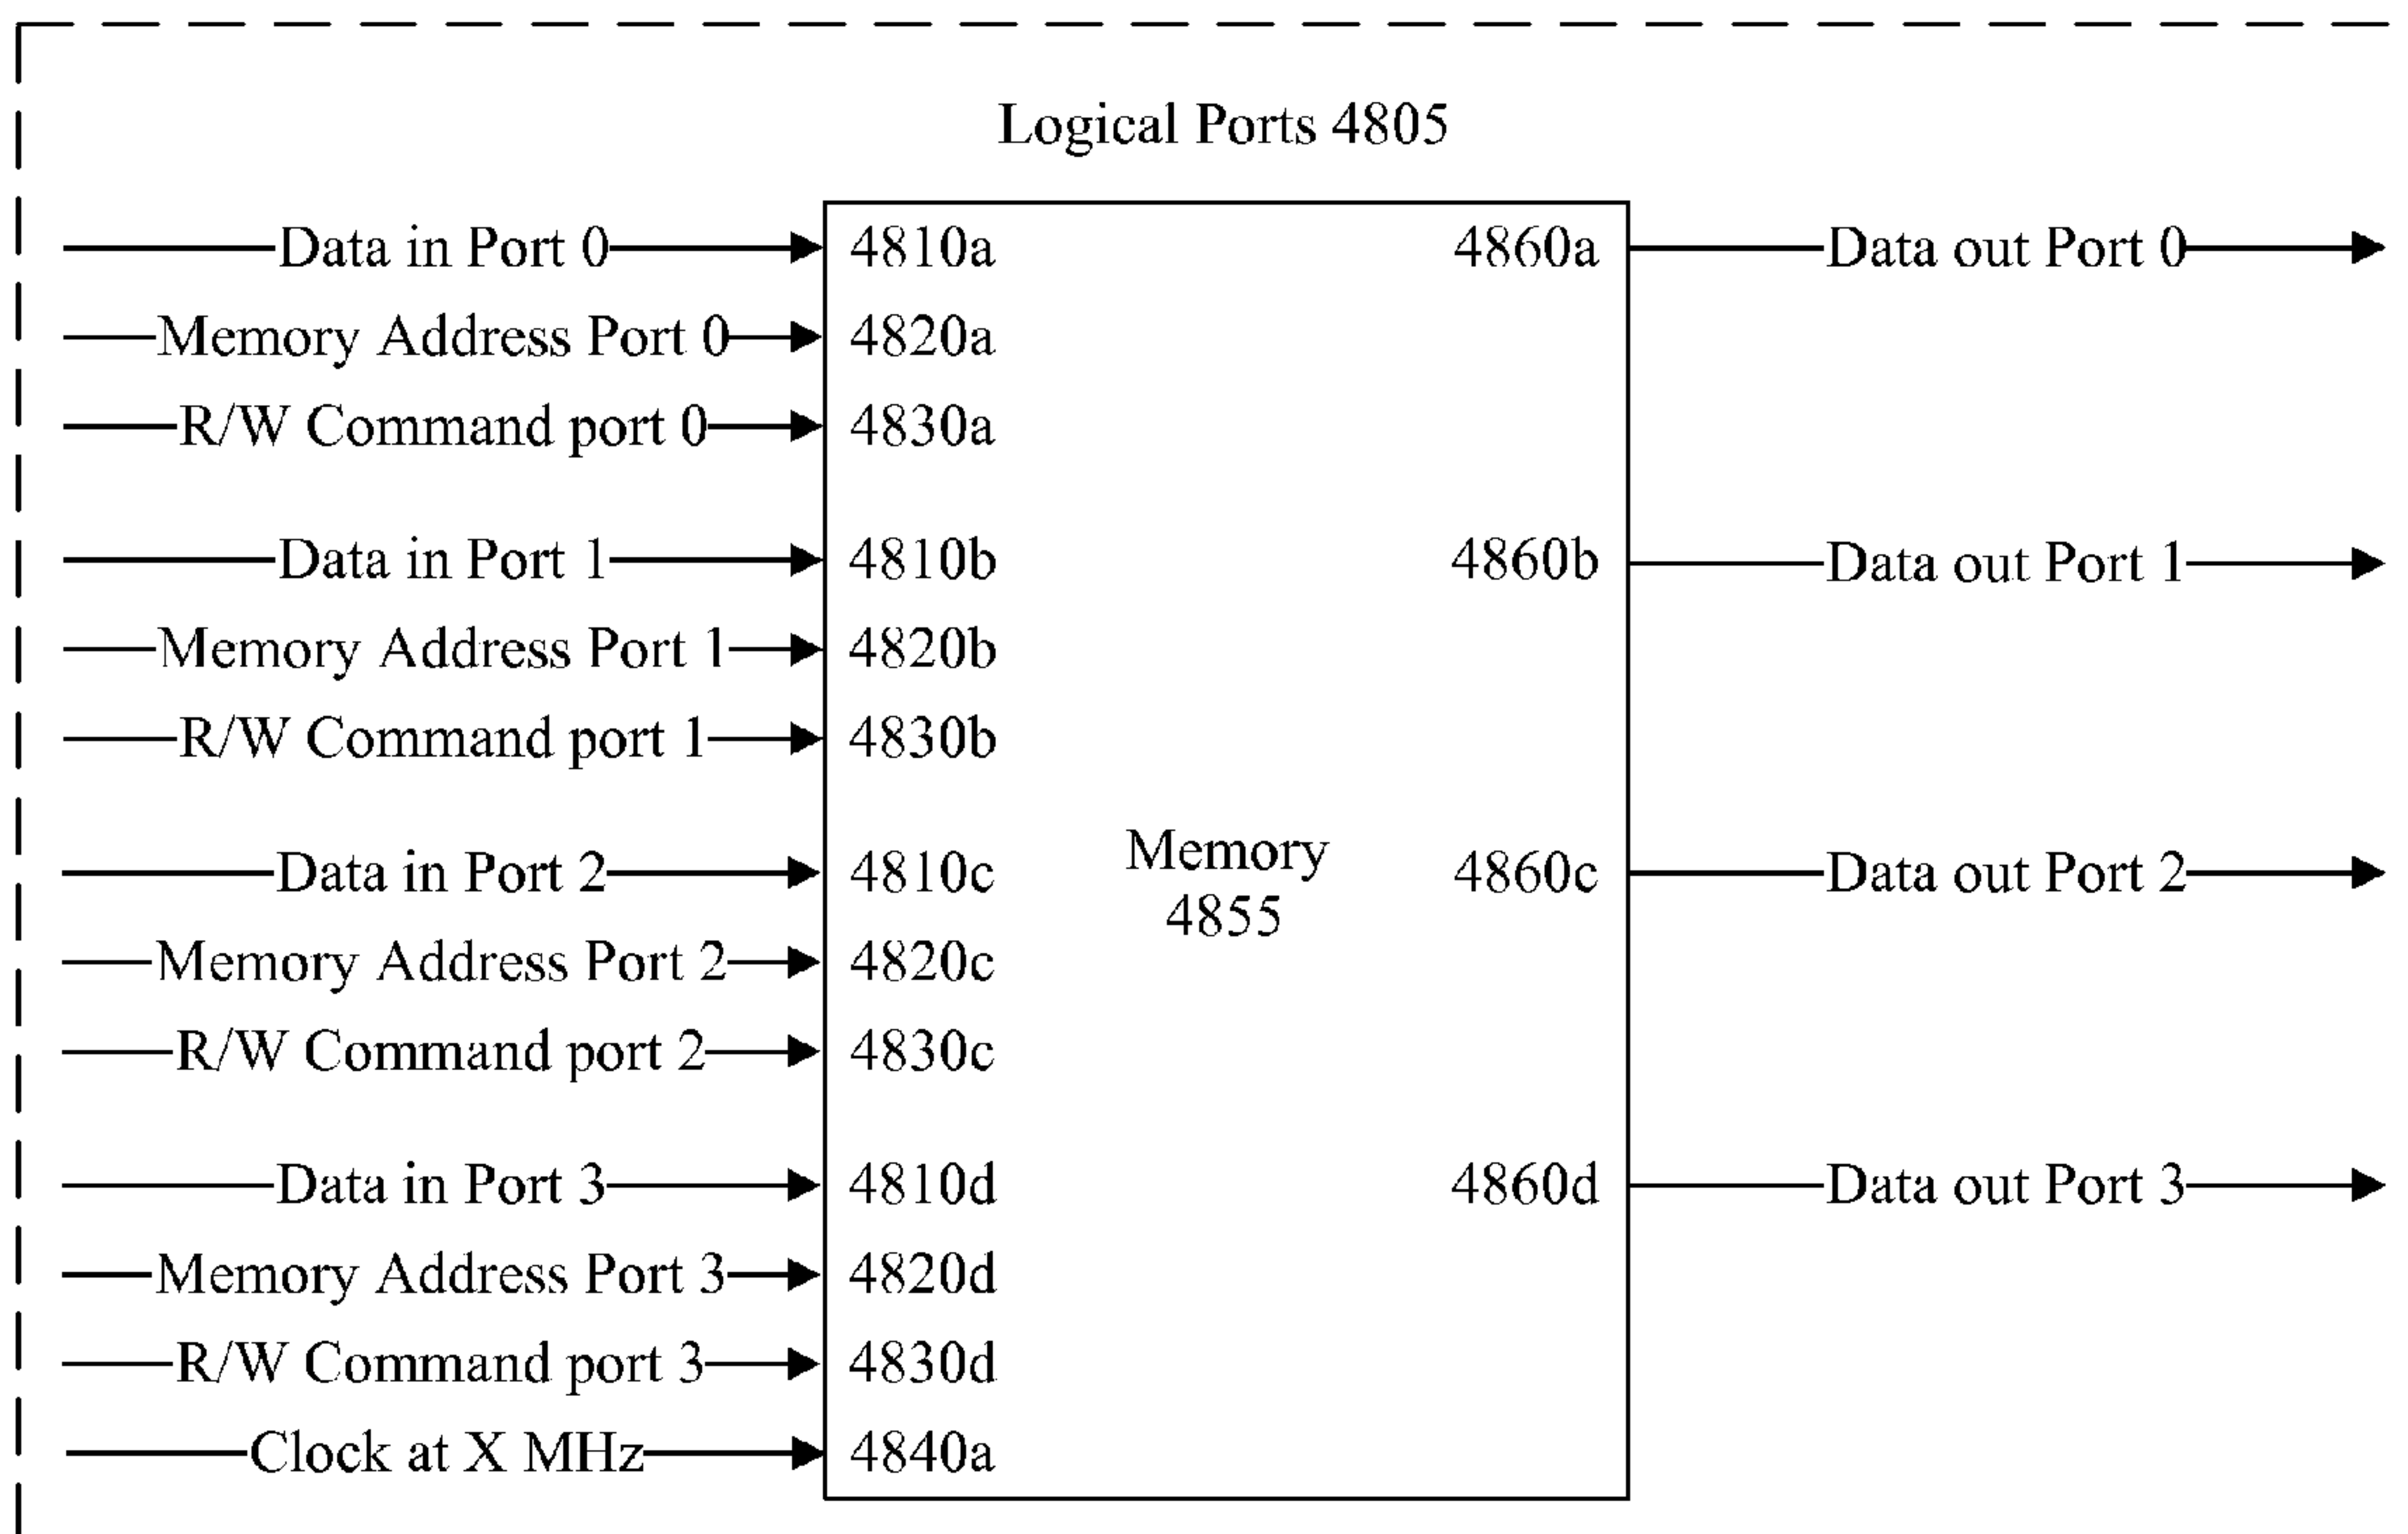 Logical Ports 4805
Data in Port 0 4810a 4860a Data out Port 0
Memory Address Port 0 4820a
R/W Command port 0 4830a
Data in Port 1 4810b 4860b Data out Port 1
Memory Address Port 1 4820b
R/W Command port 1 4830b
Memory
4855
Data in Port 2 4810c 4860c Data out Port 2
Memory Address Port 2 4820c
R/W Command port 2 4830c
Data in Port 3 4810d 4860d Data out Port 3
Memory Address Port 3 4820d
R/W Command port 3 4830d
Clock at X MHz 4840a